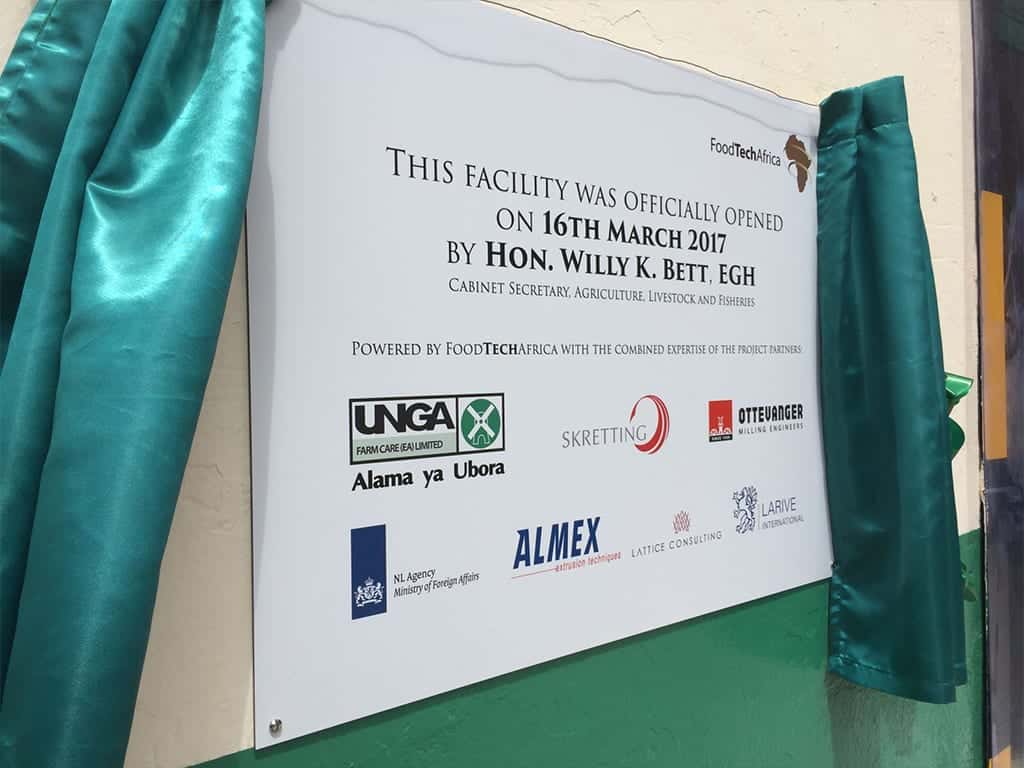 FoodTechAfrica
THIS FACILITY WAS OFFICIALLY OPENED
ON 16TH MARCH 2017
BY HON. WILLY K. BETT, EGH
CABINET SECRETARY, AGRICULTURE, LIVESTOCK AND FISHERIES
POWERED BY FOODTECHAFRICA WITH THE COMBINED EXPERTISE OF THE PROJECT PARTNERS:
UNGA
FARM CARE (EA) LIMITED
Alama ya Ubora
SKRETTING
OTTEVANGER
MILLING ENGINEERS
NL Agency
Ministry of Foreign Affairs
ALMEX
extrusion techniques
LATTICE CONSULTING
LARIVE
INTERNATIONAL